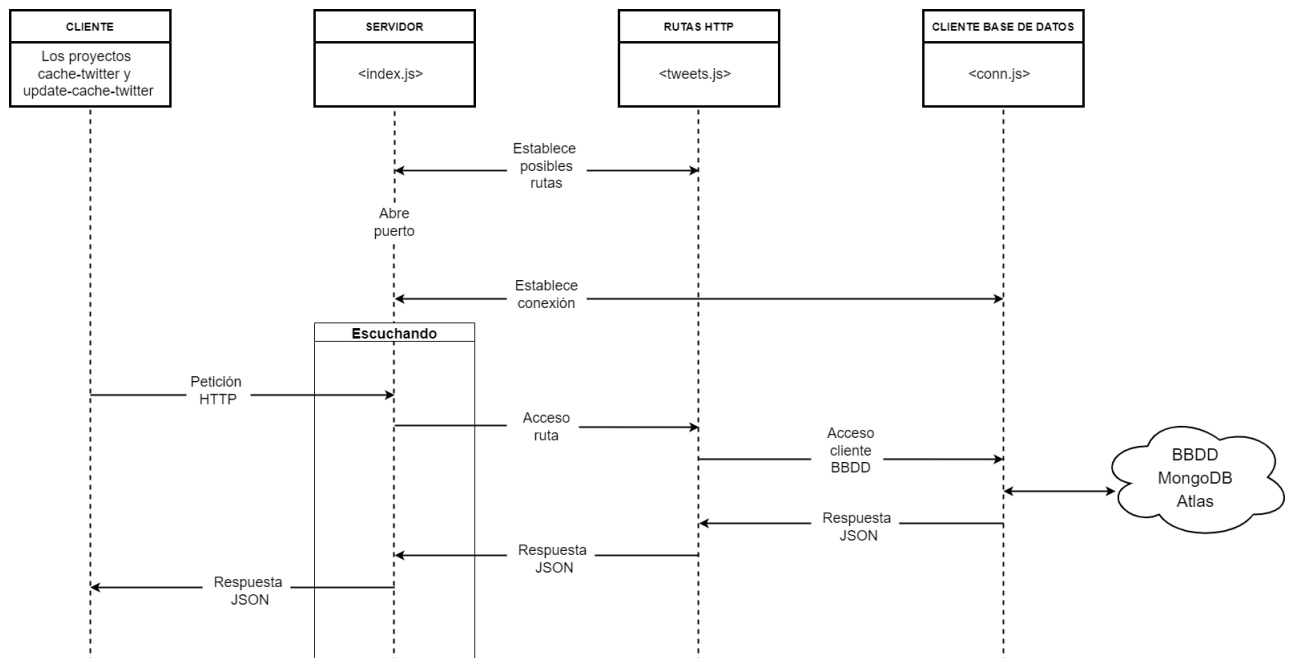 CLIENTE
Los proyectos
cache-twitter y
update-cache-twitter
SERVIDOR
<index.js>
RUTAS HTTP
<tweets.js>
CLIENTE BASE DE DATOS
<conn.js>
Establece
posibles
rutas
Abre
puerto
Establece
conexión
Escuchando
Petición
HTTP
Acceso
ruta
Acceso
cliente
BBDD
BBDD
MongoDB
Atlas
Respuesta
JSON
Respuesta
JSON
Respuesta
JSON